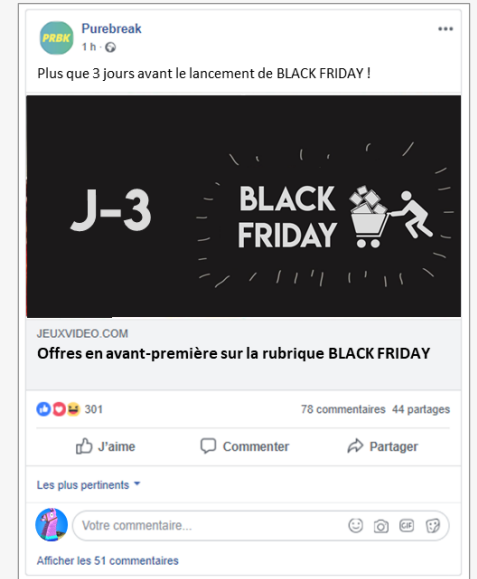 PRBK
Purebreak
1 h ·
Plus que 3 jours avant le lancement de BLACK FRIDAY !
J-3
BLACK
FRIDAY
JEUXVIDEO.COM
Offres en avant-première sur la rubrique BLACK FRIDAY
301
78 commentaires 44 partages
J'aime
Commenter
Partager
Les plus pertinents
Votre commentaire...
GIF
Afficher les 51 commentaires